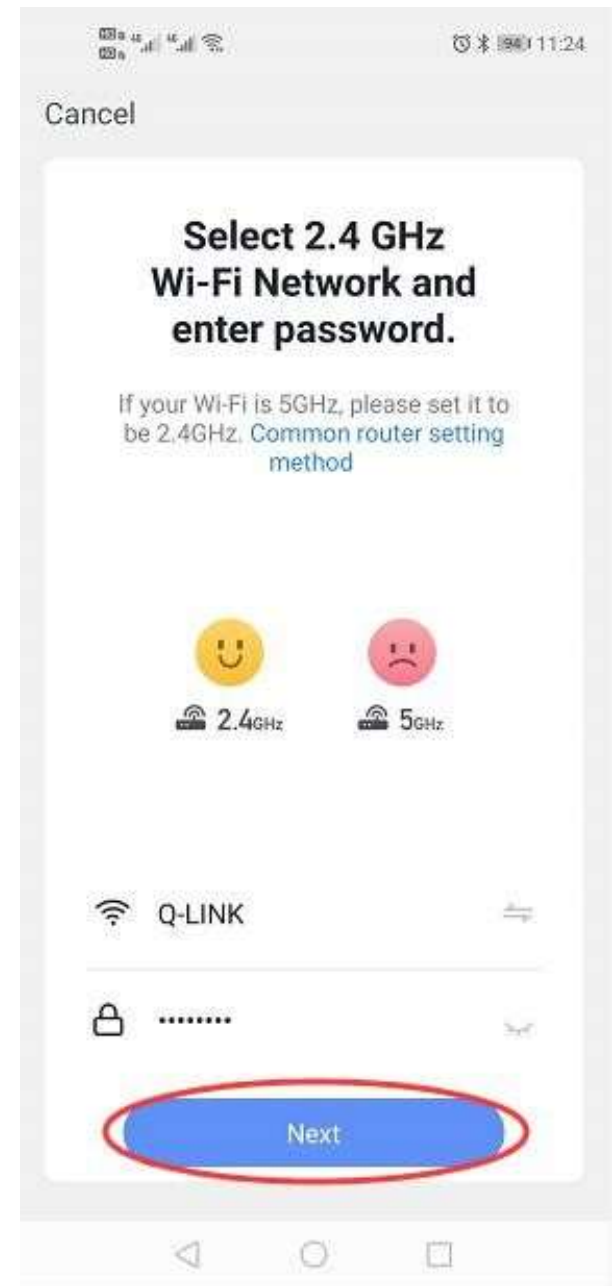 94 11:24
Cancel
Select 2.4 GHz
Wi-Fi Network and
enter password.
If your Wi-Fi is 5GHz, please set it to
be 2.4GHz. Common router setting
method
2.4GHz 5GHz
Q-LINK
••••••••
Next